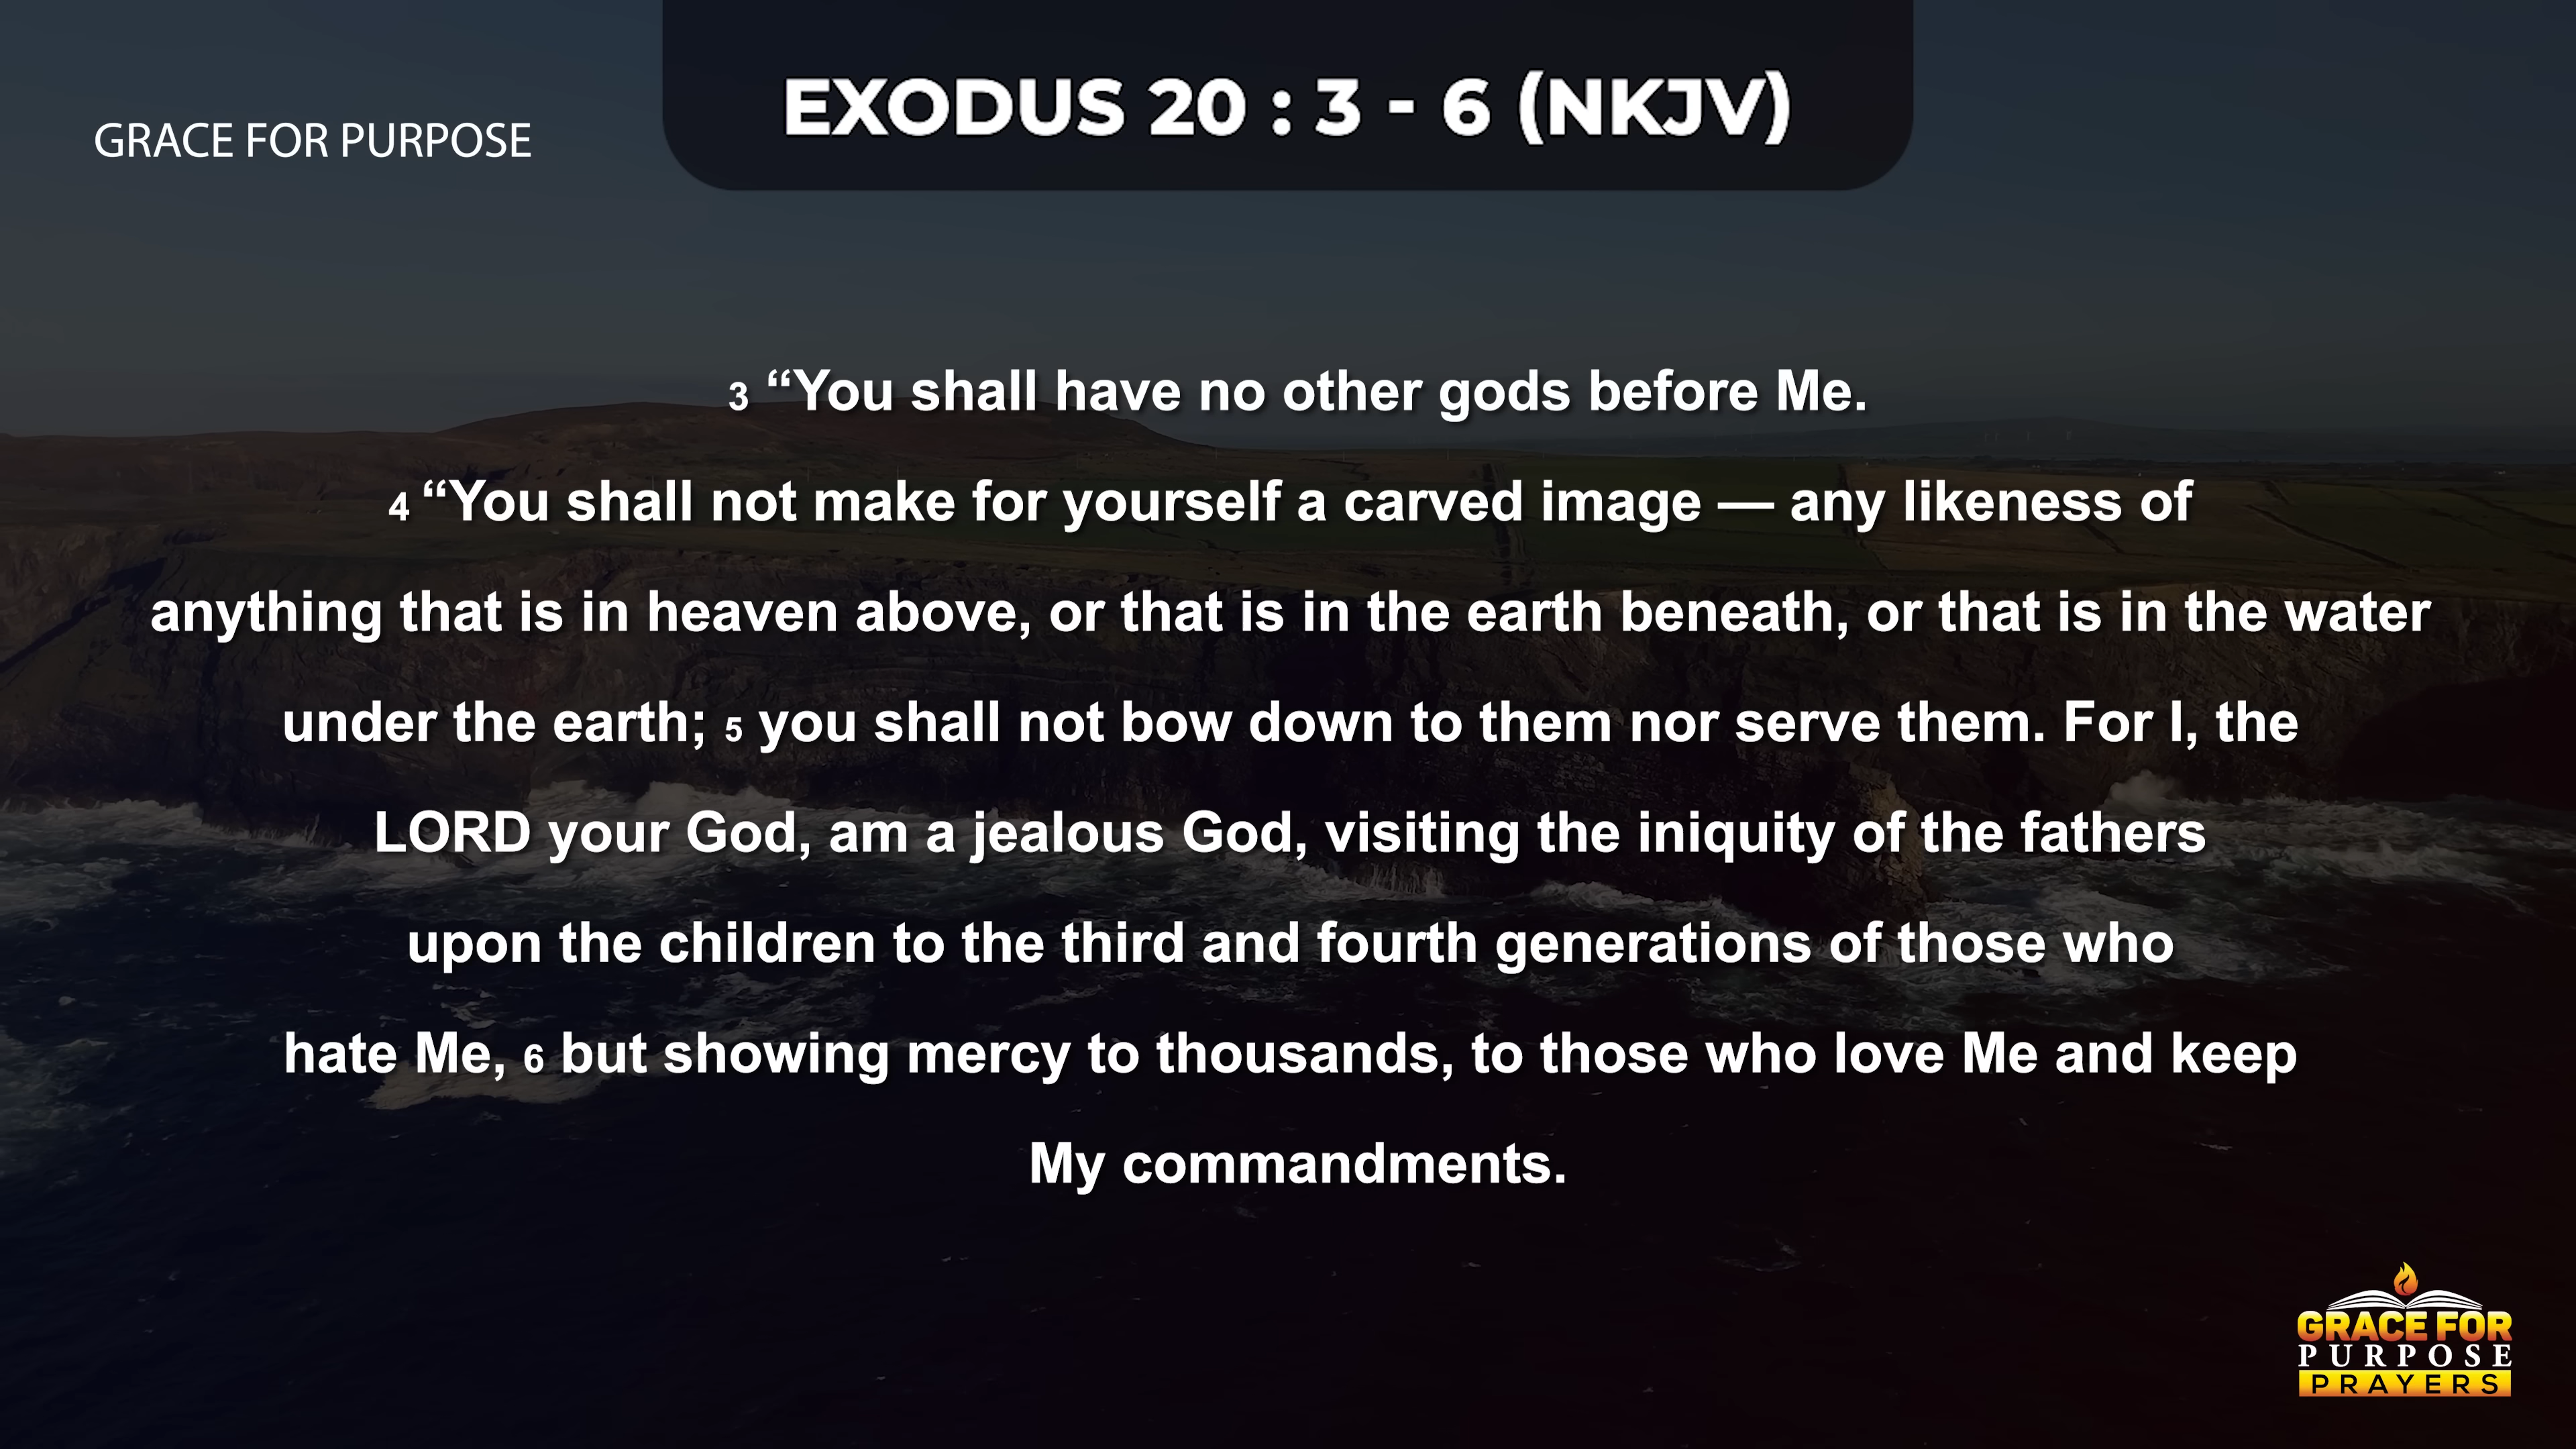 EXODUS 20 : 3 - 6 (NKJV)
GRACE FOR PURPOSE
3 “You shall have no other gods before Me.
4 “You shall not make for yourself a carved image — any likeness of
anything that is in heaven above, or that is in the earth beneath, or that is in the water
under the earth; 5 you shall not bow down to them nor serve them. For I, the
LORD your God, am a jealous God, visiting the iniquity of the fathers
upon the children to the third and fourth generations of those who
hate Me, 6 but showing mercy to thousands, to those who love Me and keep
My commandments.
GRACE FOR
PURPOSE
PRAYERS